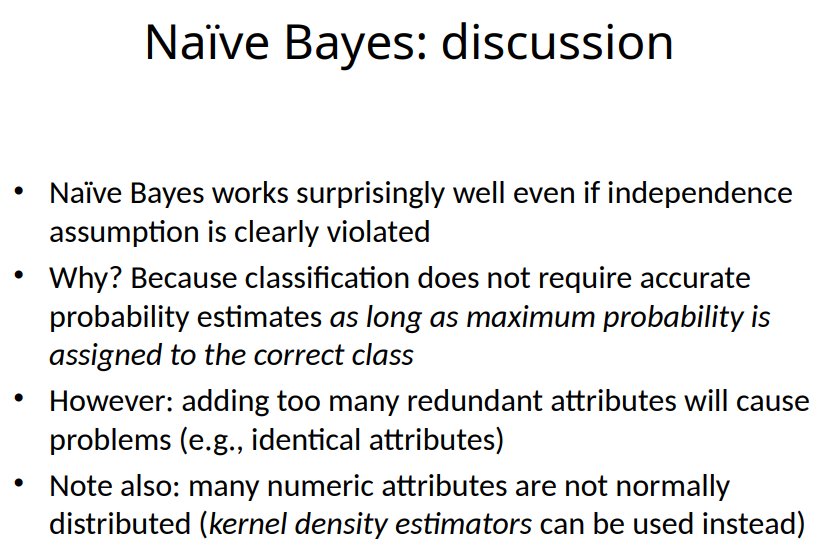 Naïve Bayes: discussion
• Naïve Bayes works surprisingly well even if independence
assumption is clearly violated
• Why? Because classification does not require accurate
probability estimates as long as maximum probability is
assigned to the correct class
• However: adding too many redundant attributes will cause
problems (e.g., identical attributes)
• Note also: many numeric attributes are not normally
distributed (kernel density estimators can be used instead)